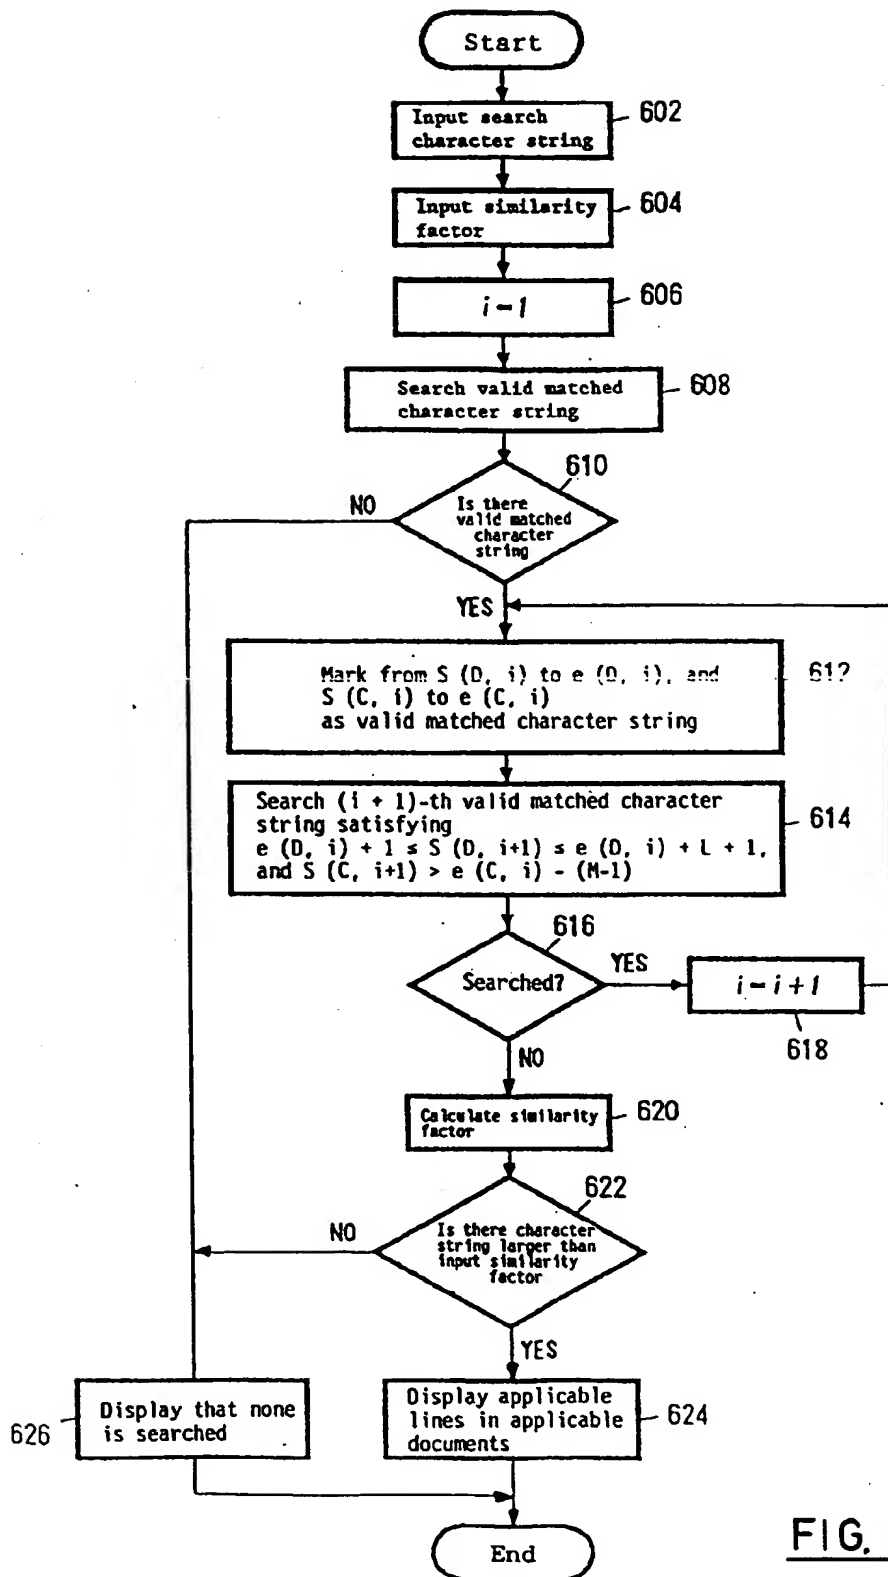 Start
Input search
character string
602
Input similarity
factor
604
i-1
606
Search valid matched
character string
608
610
Is there
valid matched
character
string
NO
YES
Mark from S (D, i) to e (D, i), and
S (C, i) to e (C, i)
as valid matched character string
612
Search (i + 1)-th valid matched character
string satisfying
e (D, i) + 1 ≤ S (D, i+1) ≤ e (D, i) + L + 1,
and S (C, i+1) > e (C, i) - (M-1)
614
616
Searched?
YES
i-i+1
618
NO
Calculate similarity
factor
620
622
Is there character
string larger than
input similarity
factor
NO
YES
Display that none
is searched
626
Display applicable
lines in applicable
documents
624
End
FIG.